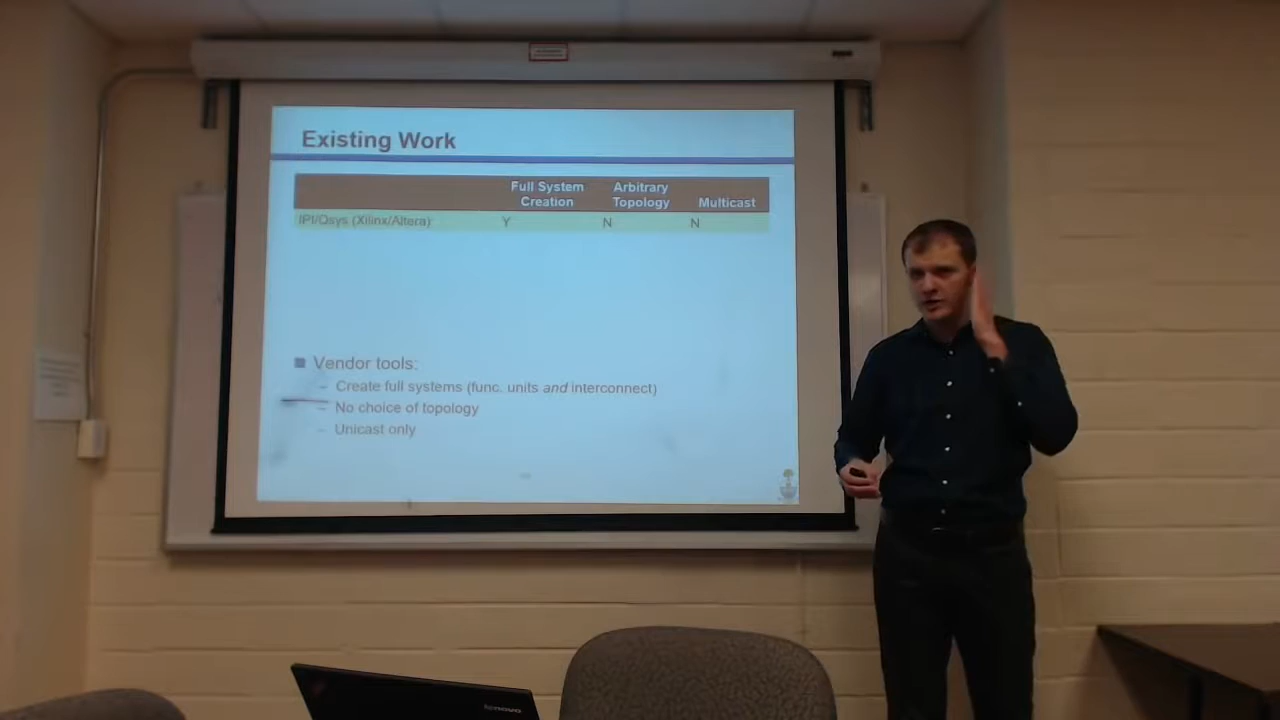 Existing Work
Full System Creation Arbitrary Topology Multicast
IPI/Qsys (Xilinx/Altera) Y N N
Vendor tools:
– Create full systems (func. units and interconnect)
– No choice of topology
– Unicast only
lenovo